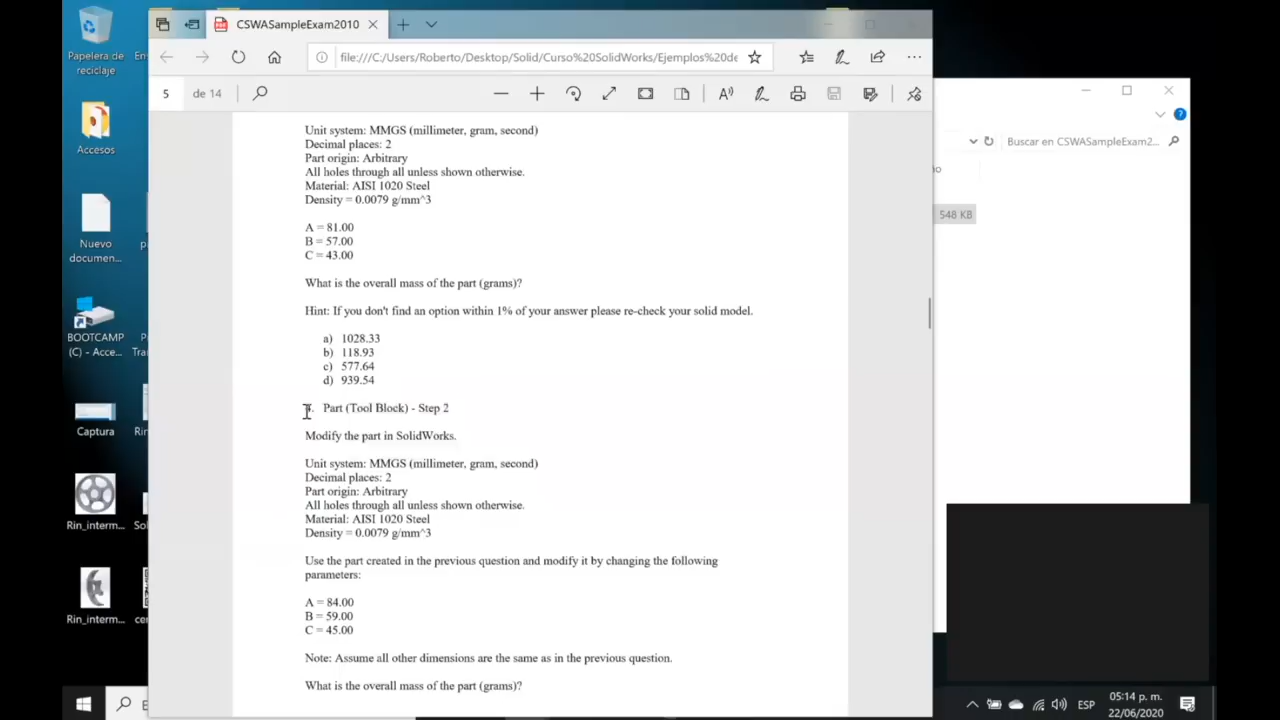 Papelera de
reciclaje
En
Accesos
Nuevo
documen...
BOOTCAMP
(C) - Acce...
P
Tra
Captura
Rin
Rin_interm...
Sol
Rin_interm...
cer
CSWASampleExam2010
file:///C:/Users/Roberto/Desktop/Solid/Curso%20SolidWorks/Ejemplos%20de
5 de 14
Unit system: MMGS (millimeter, gram, second)
Decimal places: 2
Part origin: Arbitrary
All holes through all unless shown otherwise.
Material: AISI 1020 Steel
Density = 0.0079 g/mm^3
A = 81.00
B = 57.00
C = 43.00
What is the overall mass of the part (grams)?
Hint: If you don't find an option within 1% of your answer please re-check your solid model.
a) 1028.33
b) 118.93
c) 577.64
d) 939.54
Part (Tool Block) - Step 2
Modify the part in SolidWorks.
Unit system: MMGS (millimeter, gram, second)
Decimal places: 2
Part origin: Arbitrary
All holes through all unless shown otherwise.
Material: AISI 1020 Steel
Density = 0.0079 g/mm^3
Use the part created in the previous question and modify it by changing the following
parameters:
A = 84.00
B = 59.00
C = 45.00
Note: Assume all other dimensions are the same as in the previous question.
What is the overall mass of the part (grams)?
Buscar en CSWASampleExam2...
ño
548 KB
E
ESP
05:14 p. m.
22/06/2020